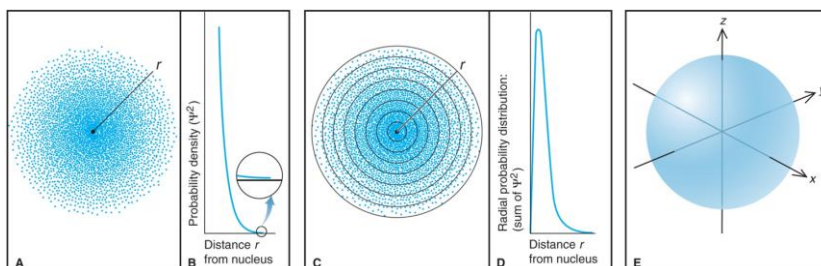 r
A
Probability density (Ψ²)
Distance r
from nucleus
B
r
C
Radial probability distribution:
(sum of Ψ²)
Distance r
from nucleus
D
z
x
E